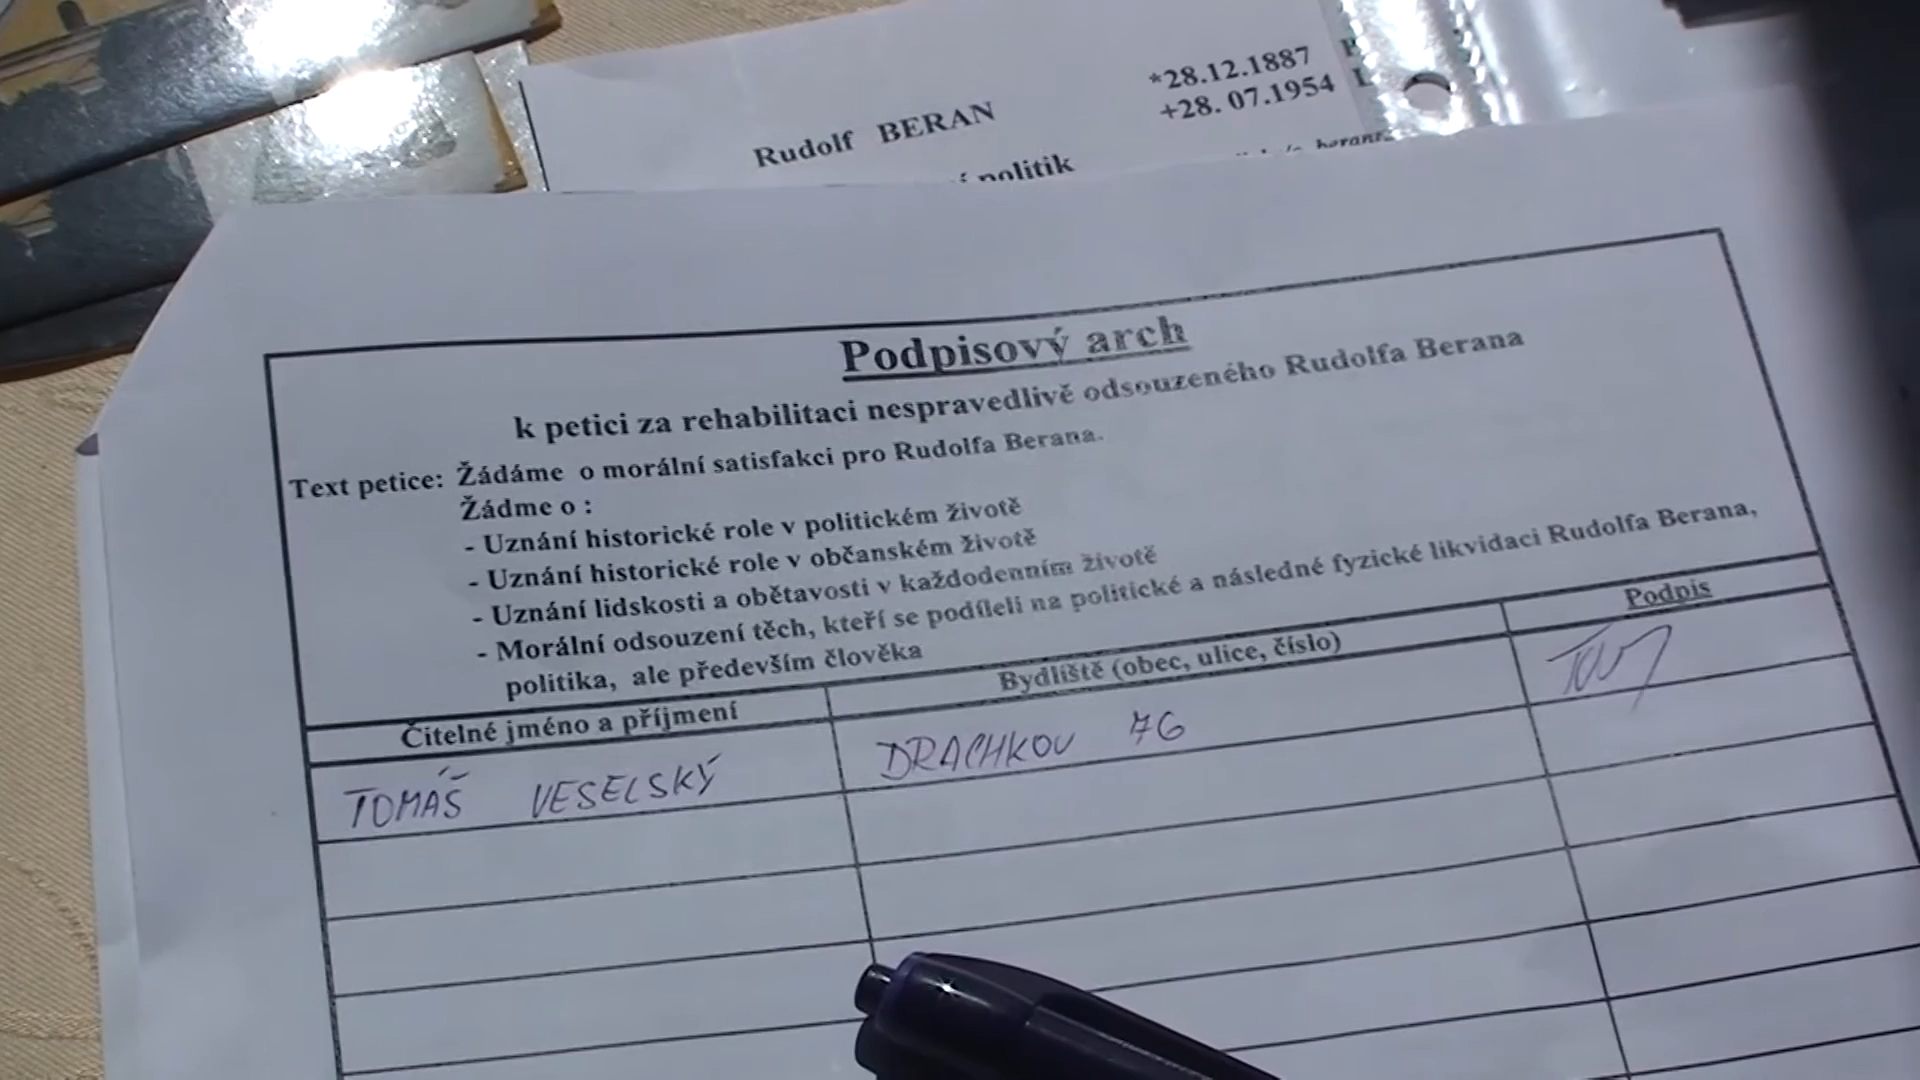 Rudolf BERAN
*28.12.1887
+28. 07.1954
politik
Podpisový arch
k petici za rehabilitaci nespravedlivě odsouzeného Rudolfa Berana
Text petice: Žádáme o morální satisfakci pro Rudolfa Berana.
Žádme o :
- Uznání historické role v politickém životě
- Uznání historické role v občanském životě
- Uznání lidskosti a obětavosti v každodenním životě
- Morální odsouzení těch, kteří se podíleli na politické a následné fyzické likvidaci Rudolfa Berana,
politika, ale především člověka
Čitelné jméno a příjmení Bydliště (obec, ulice, číslo) Podpis
TOMÁŠ VESELSKÝ DRACHKOV 76